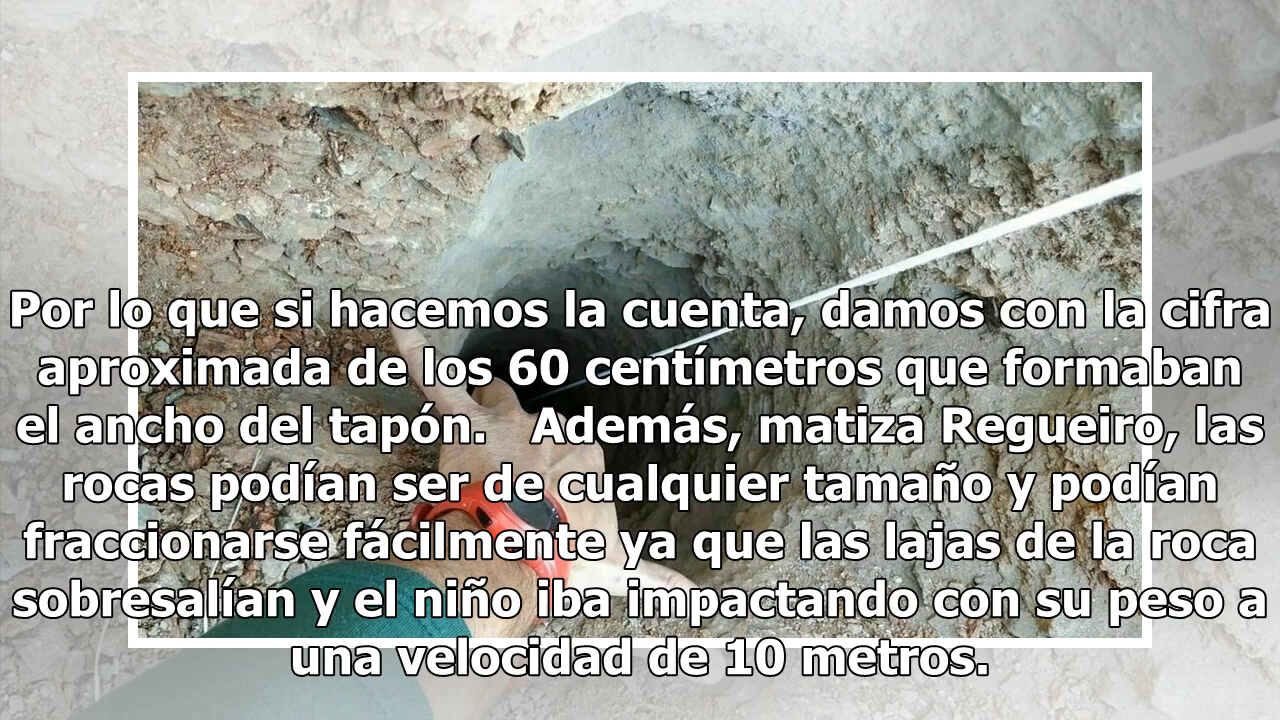 Por lo que si hacemos la cuenta, damos con la cifra
aproximada de los 60 centímetros que formaban
el ancho del tapón.   Además, matiza Regueiro, las
rocas podían ser de cualquier tamaño y podían
fraccionarse fácilmente ya que las lajas de la roca
sobresalían y el niño iba impactando con su peso a
una velocidad de 10 metros.